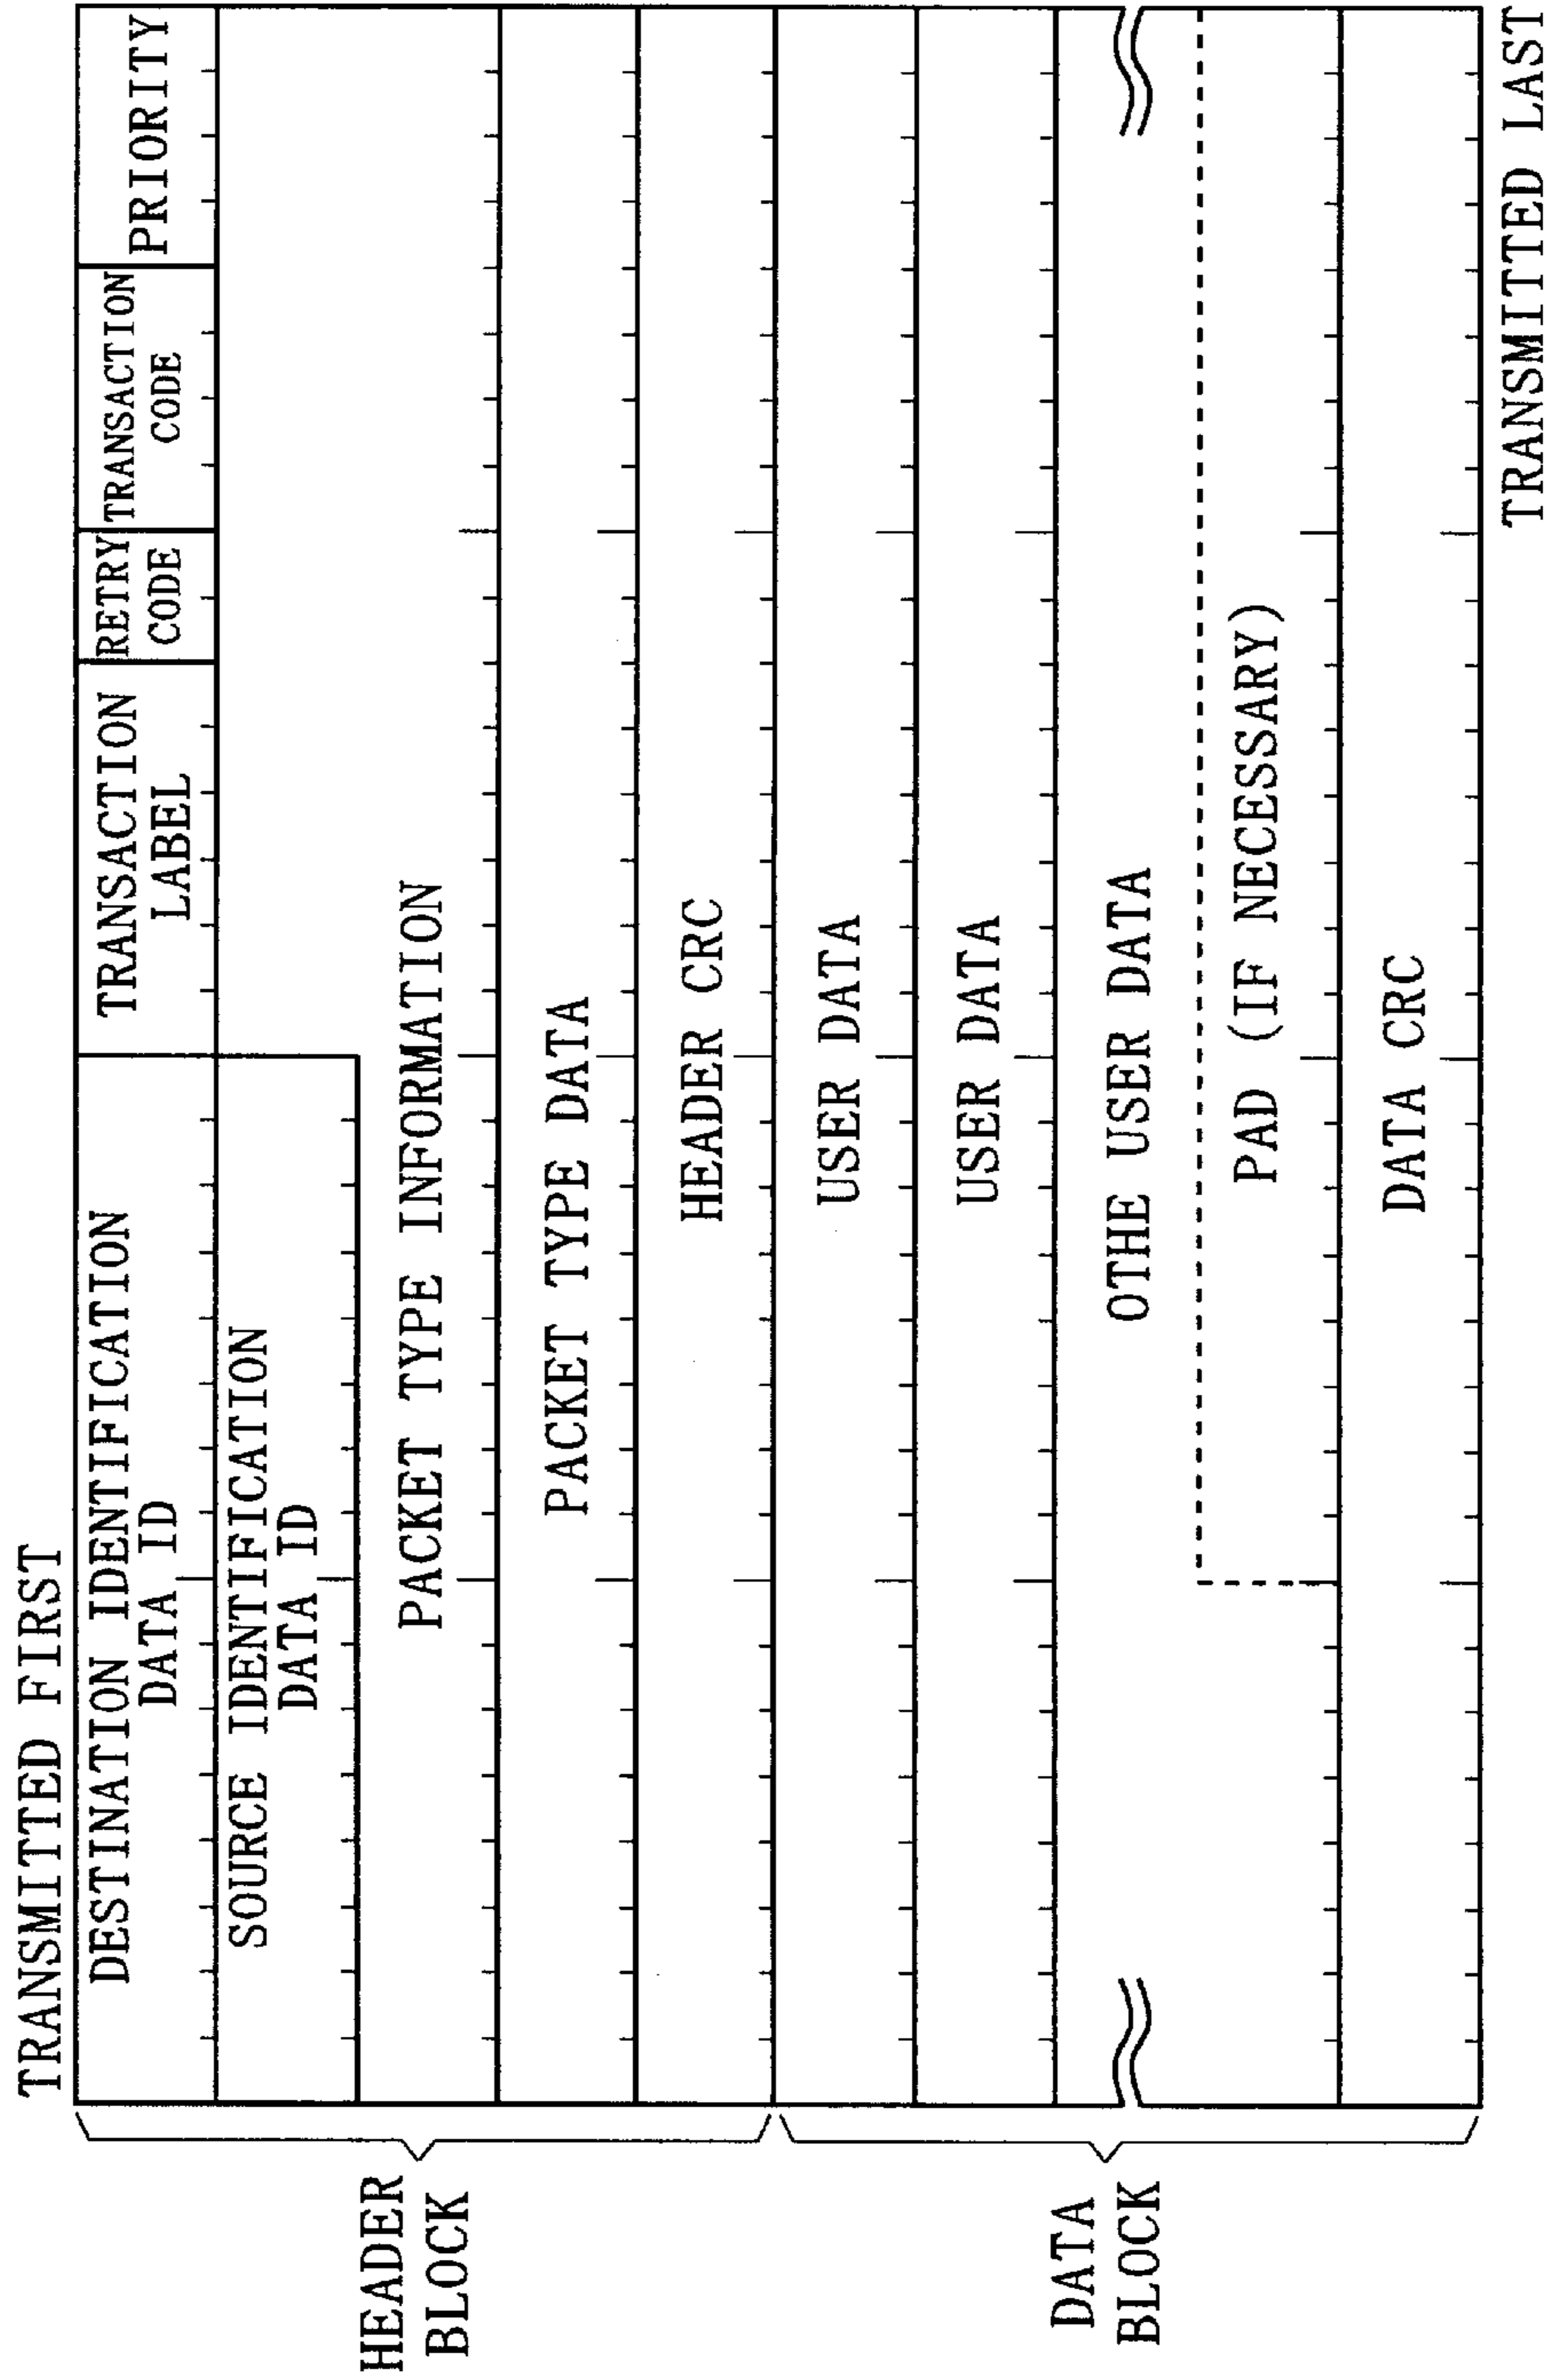 TRANSMITTED FIRST
DESTINATION IDENTIFICATION
DATA ID
TRANSACTION
LABEL
RETRY
CODE
TRANSACTION
CODE
PRIORITY
SOURCE IDENTIFICATION
DATA ID
PACKET TYPE INFORMATION
PACKET TYPE DATA
HEADER CRC
USER DATA
USER DATA
OTHE USER DATA
PAD (IF NECESSARY)
DATA CRC
HEADER
BLOCK
DATA
BLOCK
TRANSMITTED LAST